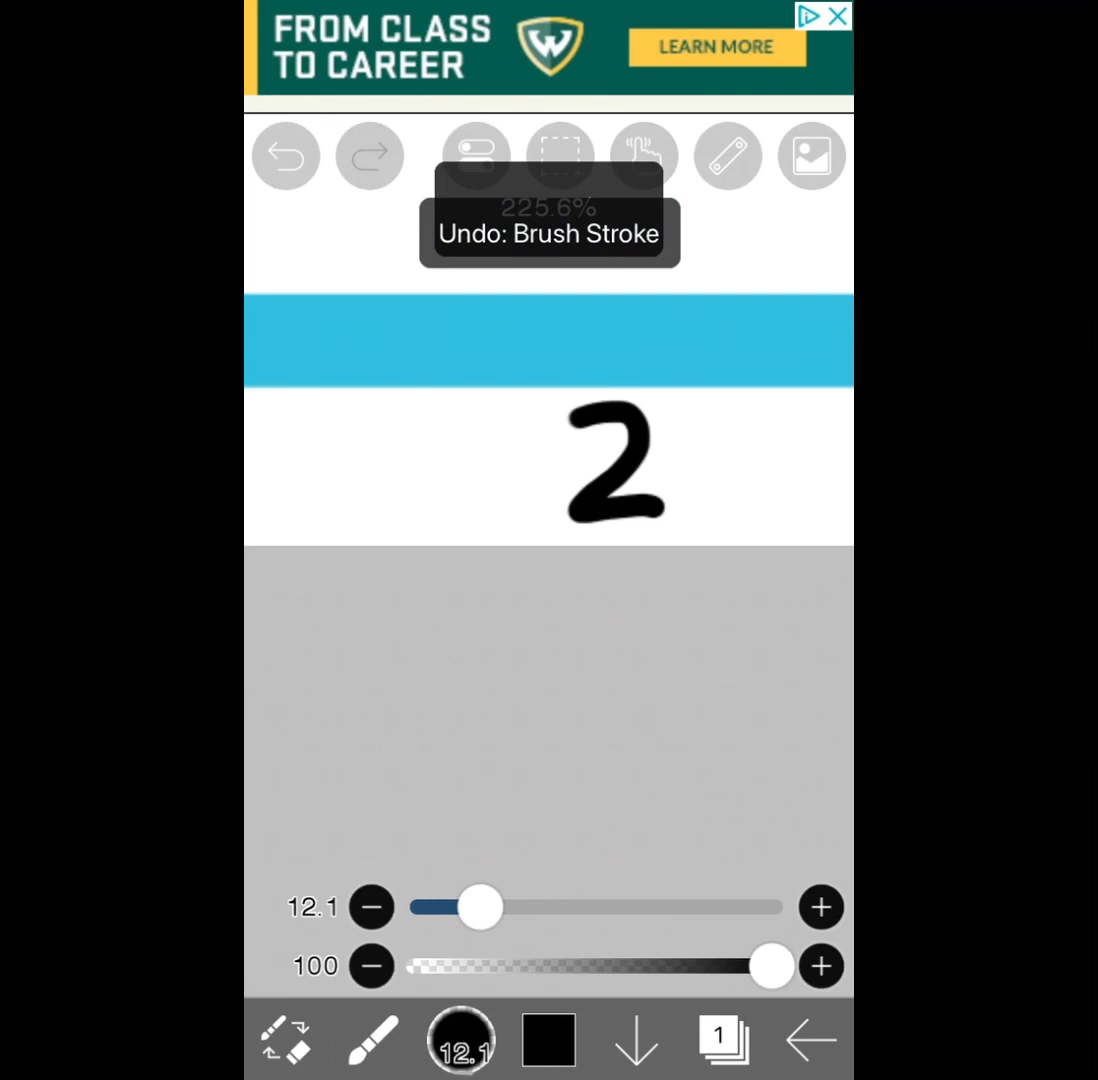 FROM CLASS
TO CAREER
W
LEARN MORE
225.6%
Undo: Brush Stroke
2
12.1
100
12.1
1